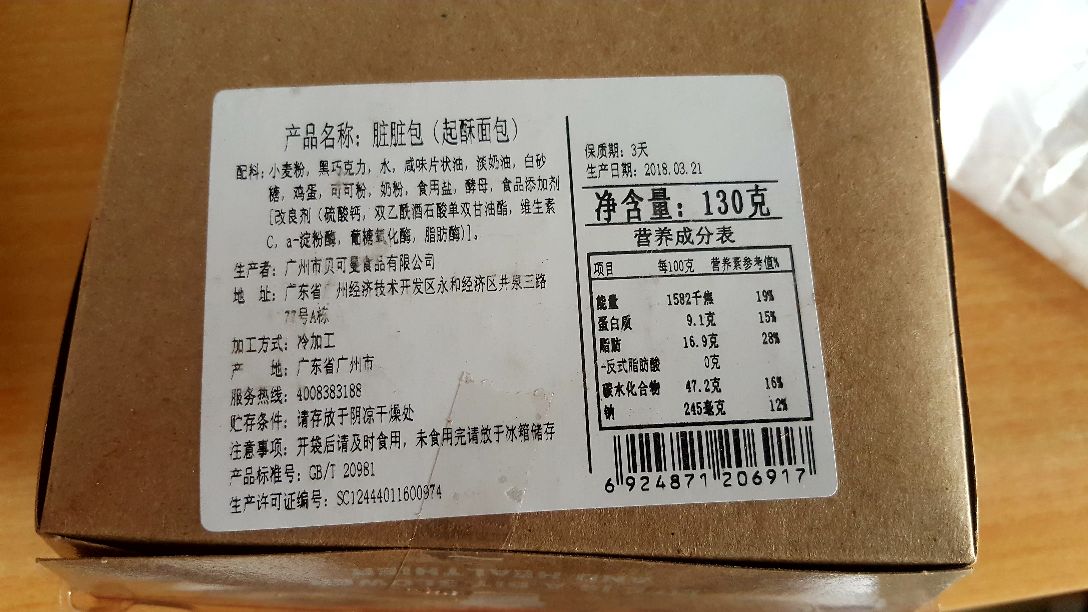 产品名称：脏脏包（起酥面包）
配料：小麦粉，黑巧克力，水，咸味片状油，淡奶油，白砂
糖，鸡蛋，可可粉，奶粉，食用盐，酵母，食品添加剂
[改良剂（硫酸钙，双乙酰酒石酸单双甘油酯，维生素
C，a-淀粉酶，葡糖氧化酶，脂肪酶)]。
生产者：广州市贝可曼食品有限公司
地 址：广东省广州经济技术开发区永和经济区井泉三路
77号A栋
加工方式：冷加工
产 地：广东省广州市
服务热线：4008383188
贮存条件：请存放于阴凉干燥处
注意事项：开袋后请及时食用，未食用完请放于冰箱储存
产品标准号：GB/T 20981
生产许可证编号：SC12444011600974
保质期：3天
生产日期：2018.03.21
净含量：130克
营养成分表
项目 每100克 营养素参考值%
能量 1582千焦 19%
蛋白质 9.1克 15%
脂肪 16.9克 28%
-反式脂肪酸 0克
碳水化合物 47.2克 16%
钠 245毫克 12%
6 924871 206917
AND HEALTHIER